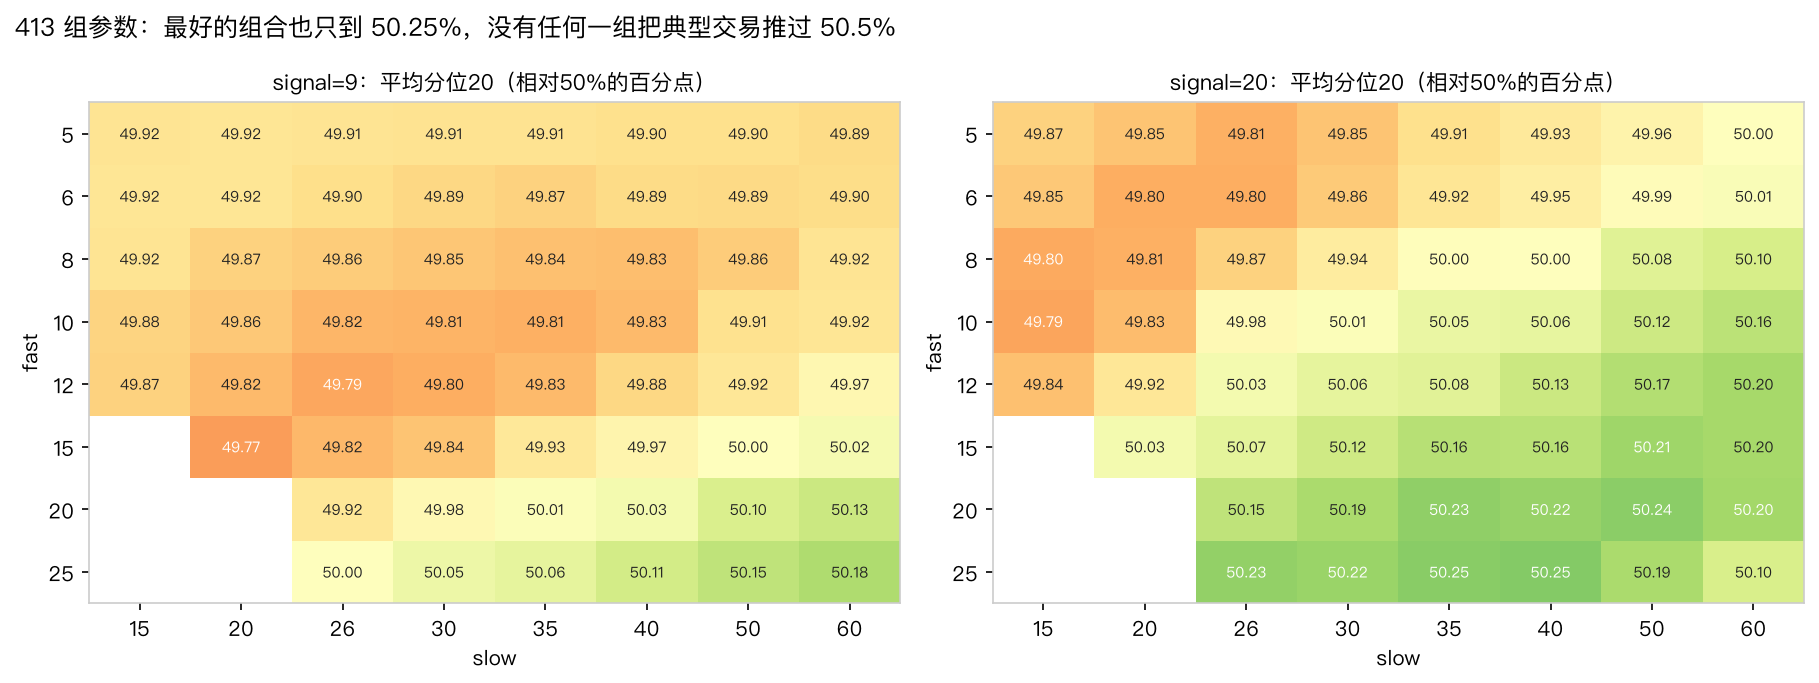 413 组参数：最好的组合也只到 50.25%，没有任何一组把典型交易推过 50.5%
signal=9：平均分位20（相对50%的百分点）
5 49.92 49.92 49.91 49.91 49.91 49.90 49.90 49.89
6 49.92 49.92 49.90 49.89 49.87 49.89 49.89 49.90
8 49.92 49.87 49.86 49.85 49.84 49.83 49.86 49.92
10 49.88 49.86 49.82 49.81 49.81 49.83 49.91 49.92
fast
12 49.87 49.82 49.79 49.80 49.83 49.88 49.92 49.97
15 49.77 49.82 49.84 49.93 49.97 50.00 50.02
20 49.92 49.98 50.01 50.03 50.10 50.13
25 50.00 50.05 50.06 50.11 50.15 50.18
15 20 26 30 35 40 50 60
slow
signal=20：平均分位20（相对50%的百分点）
5 49.87 49.85 49.81 49.85 49.91 49.93 49.96 50.00
6 49.85 49.80 49.80 49.86 49.92 49.95 49.99 50.01
8 49.80 49.81 49.87 49.94 50.00 50.00 50.08 50.10
10 49.79 49.83 49.98 50.01 50.05 50.06 50.12 50.16
fast
12 49.84 49.92 50.03 50.06 50.08 50.13 50.17 50.20
15 50.03 50.07 50.12 50.16 50.16 50.21 50.20
20 50.15 50.19 50.23 50.22 50.24 50.20
25 50.23 50.22 50.25 50.25 50.19 50.10
15 20 26 30 35 40 50 60
slow